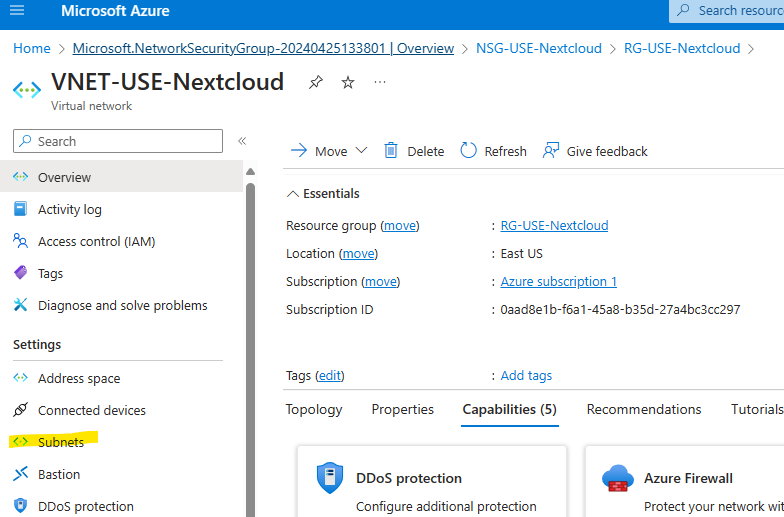 Microsoft Azure
Search resource
Home > Microsoft.NetworkSecurityGroup-20240425133801 | Overview > NSG-USE-Nextcloud > RG-USE-Nextcloud >
VNET-USE-Nextcloud
Virtual network
Search
Overview
Activity log
Access control (IAM)
Tags
Diagnose and solve problems
Settings
Address space
Connected devices
Subnets
Bastion
DDoS protection
Move
Delete
Refresh
Give feedback
Essentials
Resource group (move) : RG-USE-Nextcloud
Location (move) : East US
Subscription (move) : Azure subscription 1
Subscription ID : 0aad8e1b-f6a1-45a8-b35d-27a4bc3cc297
Tags (edit) : Add tags
Topology Properties Capabilities (5) Recommendations Tutorials
DDoS protection
Configure additional protection
Azure Firewall
Protect your network wit